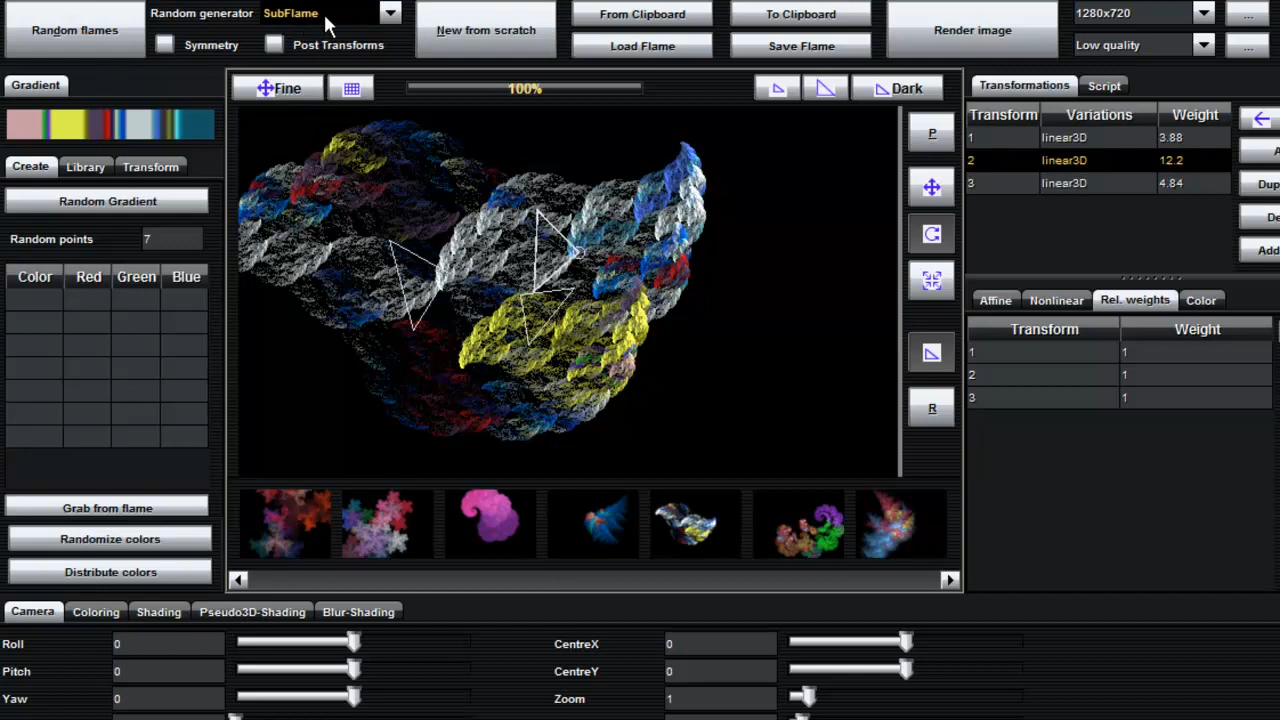 Random flames
Random generator
SubFlame
Symmetry
Post Transforms
New from scratch
From Clipboard
To Clipboard
Load Flame
Save Flame
Render image
1280x720
...
Low quality
...
Gradient
Create
Library
Transform
Random Gradient
Random points
7
Color Red Green Blue
Grab from flame
Randomize colors
Distribute colors
Fine
100%
Dark
P
R
Transformations
Script
Transform Variations Weight
1 linear3D 3.88
2 linear3D 12.2
3 linear3D 4.84
A
Dup
De
Add
Affine
Nonlinear
Rel. weights
Color
Transform Weight
1 1
2 1
3 1
Camera
Coloring
Shading
Pseudo3D-Shading
Blur-Shading
Roll 0
CentreX 0
Pitch 0
CentreY 0
Yaw 0
Zoom 1